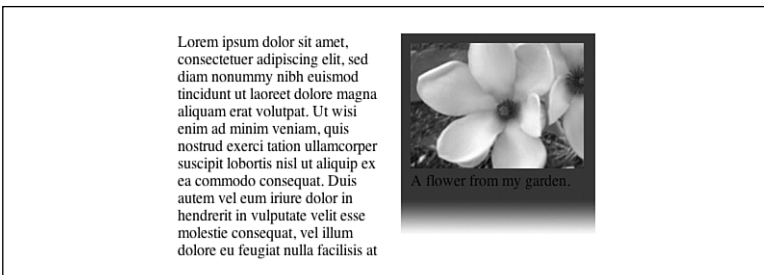 Lorem ipsum dolor sit amet,
consectetuer adipiscing elit, sed
diam nonummy nibh euismod
tincidunt ut laoreet dolore magna
aliquam erat volutpat. Ut wisi
enim ad minim veniam, quis
nostrud exerci tation ullamcorper
suscipit lobortis nisl ut aliquip ex
ea commodo consequat. Duis
autem vel eum iriure dolor in
hendrerit in vulputate velit esse
molestie consequat, vel illum
dolore eu feugiat nulla facilisis at
A flower from my garden.